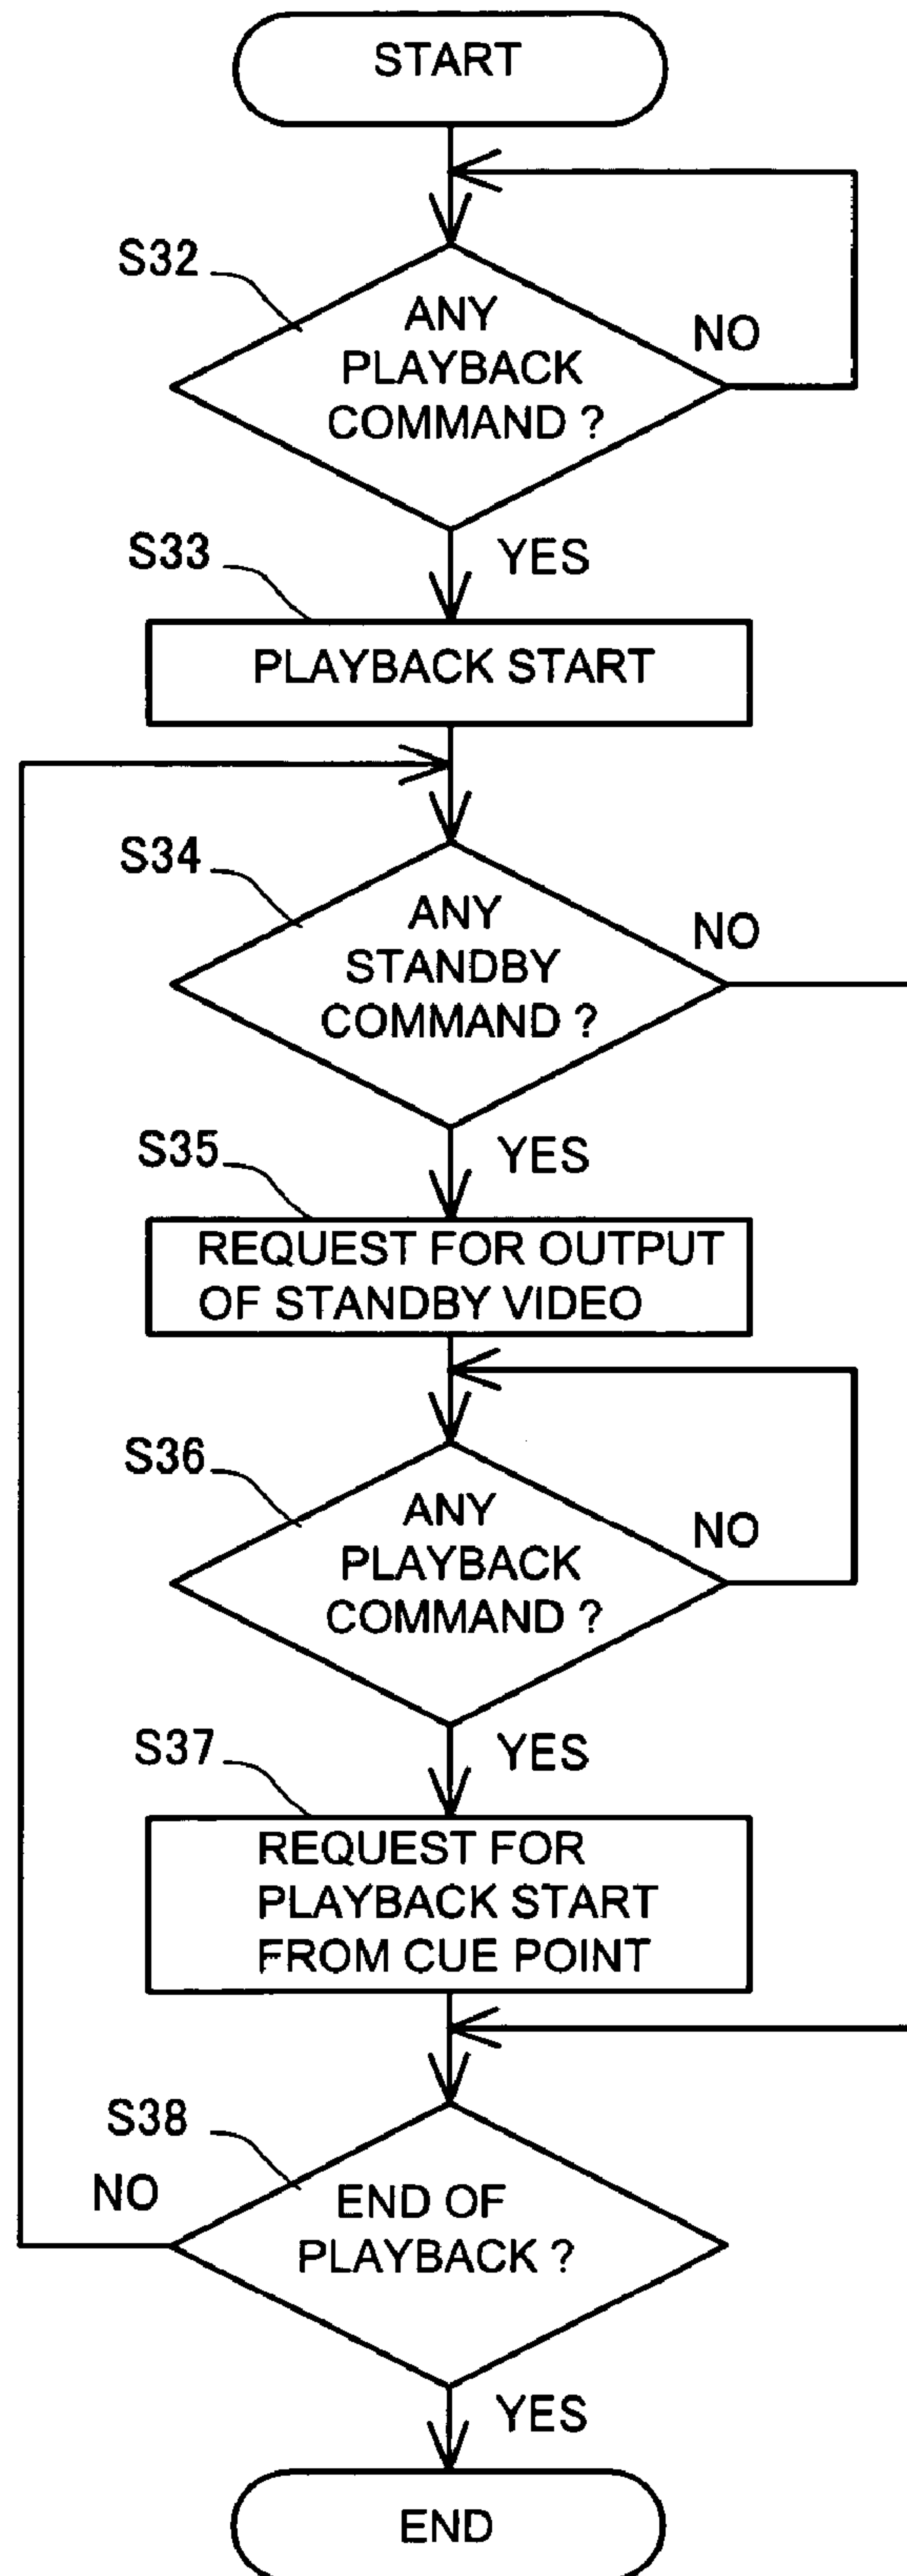 START
S32
ANY
PLAYBACK
COMMAND ?
NO
YES
S33
PLAYBACK START
S34
ANY
STANDBY
COMMAND ?
NO
YES
S35
REQUEST FOR OUTPUT
OF STANDBY VIDEO
S36
ANY
PLAYBACK
COMMAND ?
NO
YES
S37
REQUEST FOR
PLAYBACK START
FROM CUE POINT
S38
NO
END OF
PLAYBACK ?
YES
END